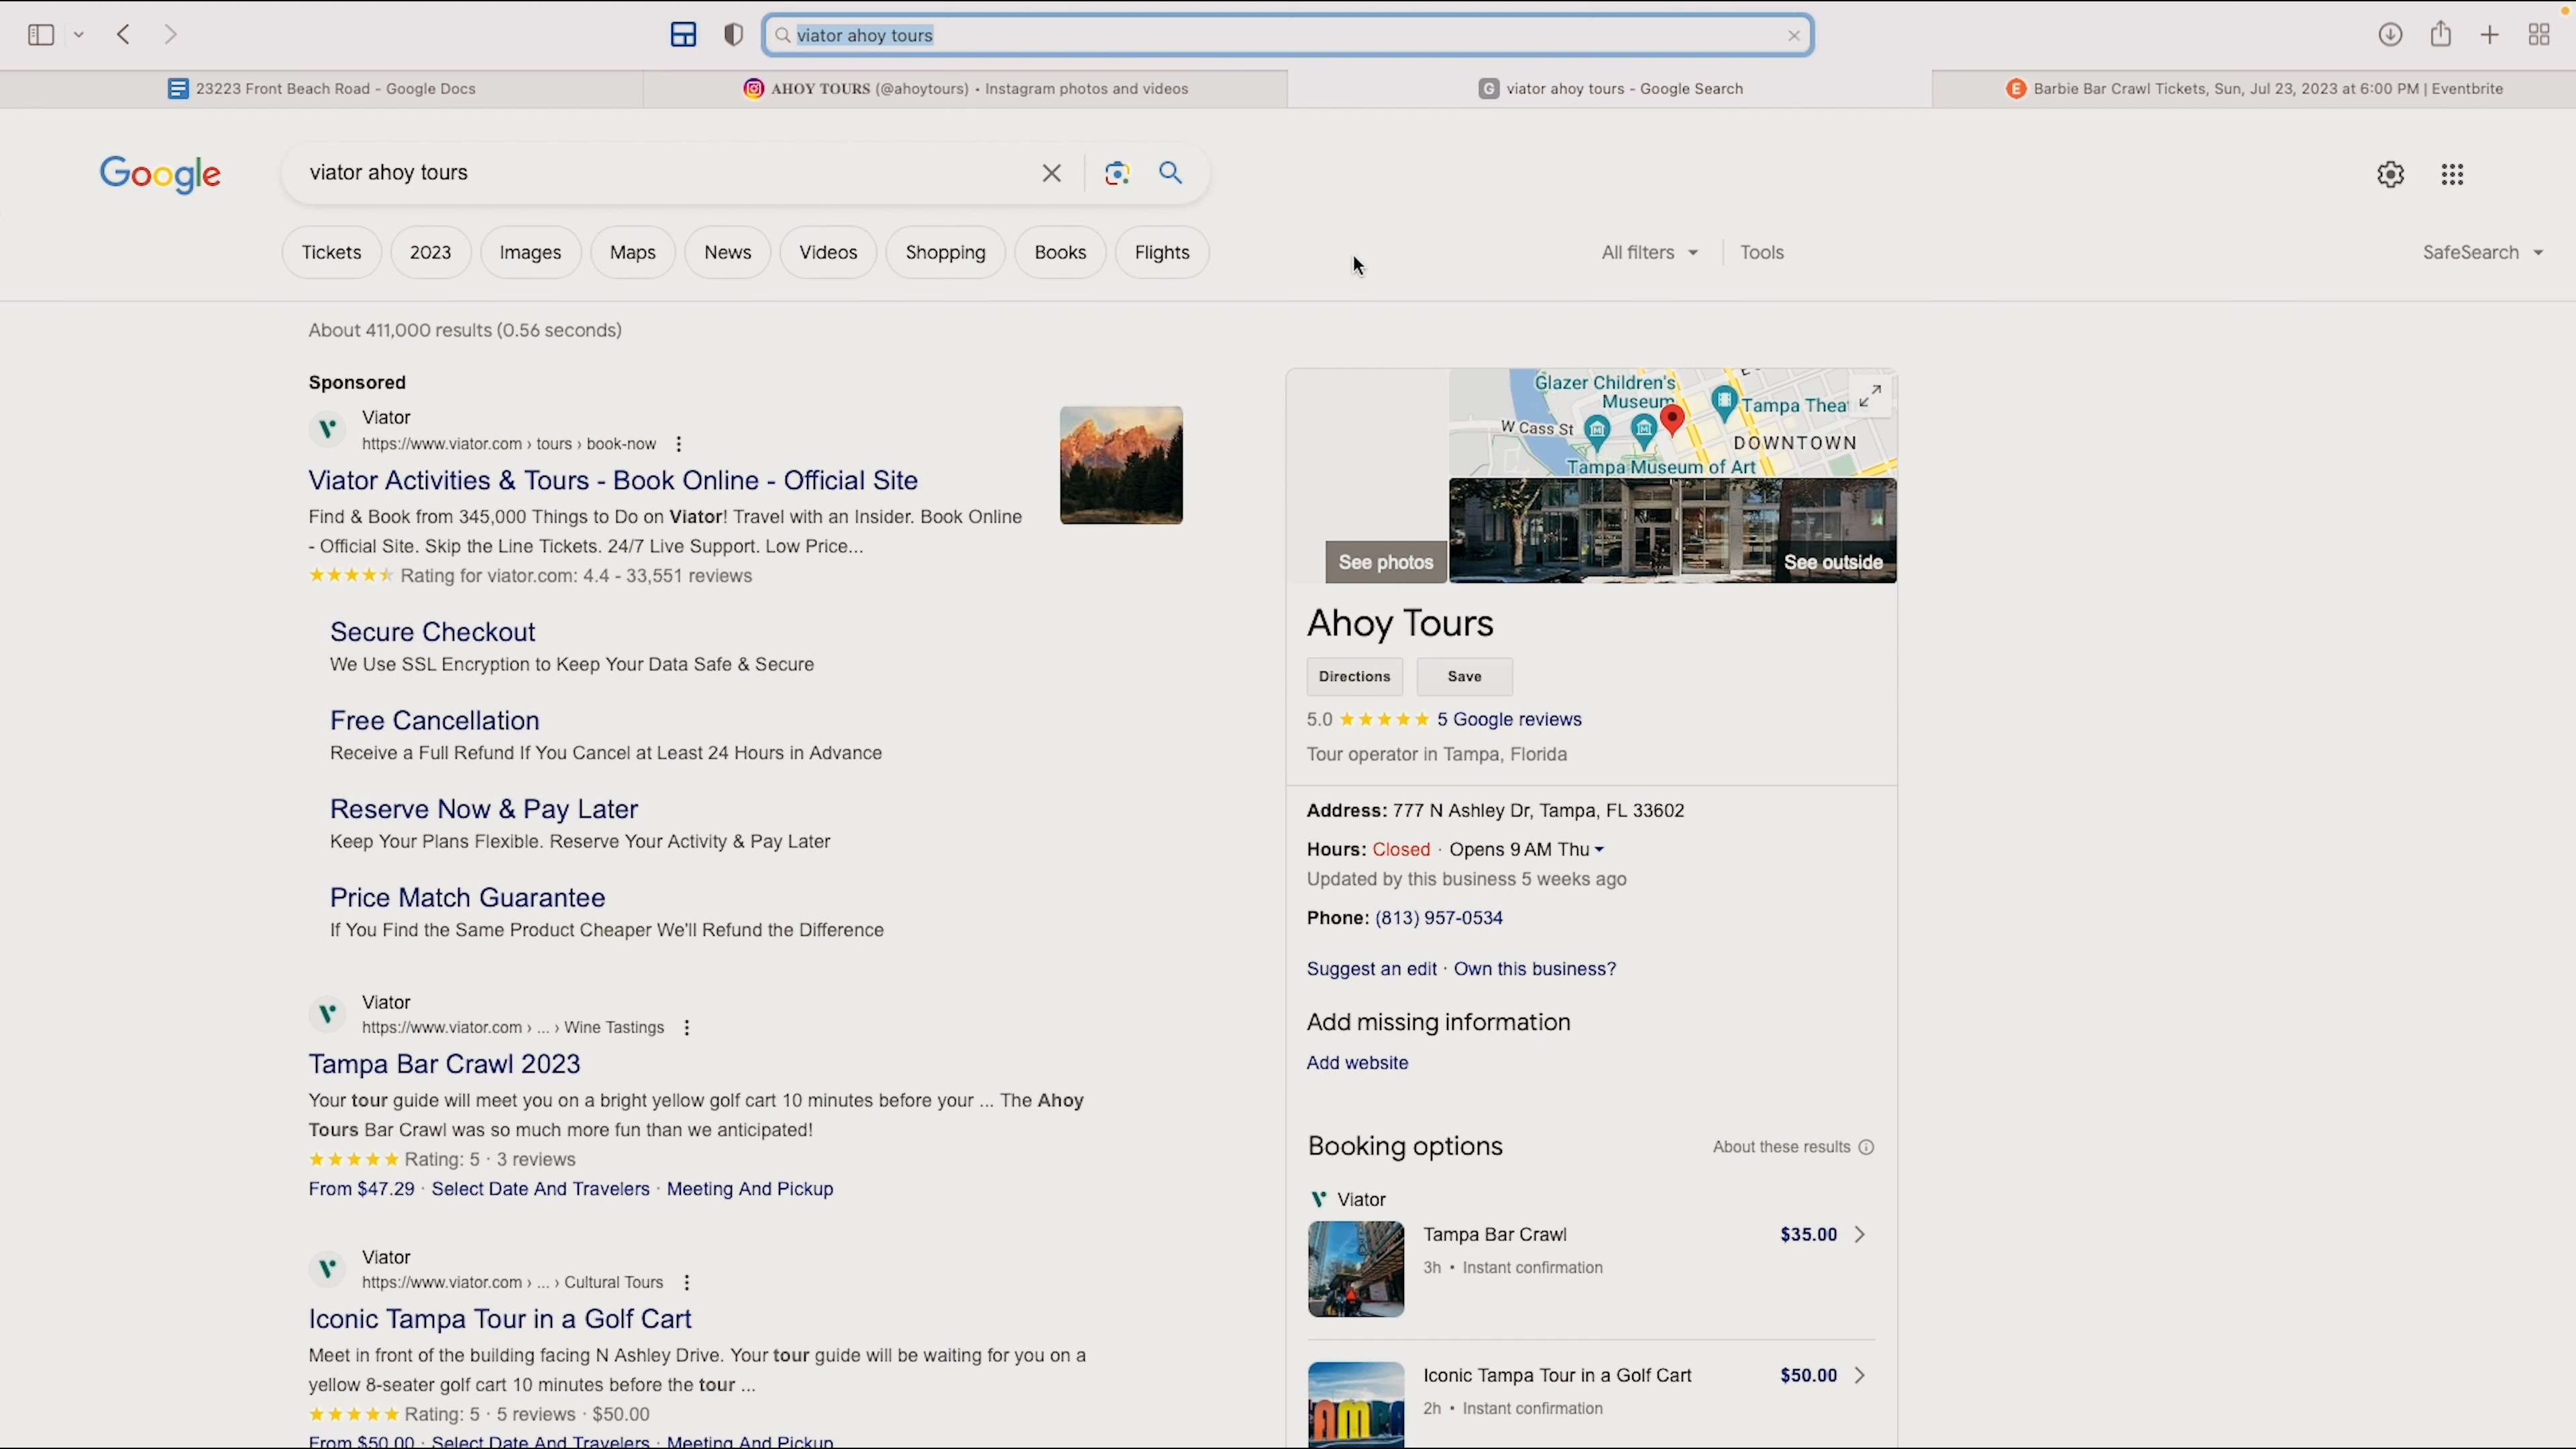 viator ahoy tours
23223 Front Beach Road - Google Docs
AHOY TOURS (@ahoytours) • Instagram photos and videos
G viator ahoy tours - Google Search
E Barbie Bar Crawl Tickets, Sun, Jul 23, 2023 at 6:00 PM | Eventbrite
Google
viator ahoy tours
Tickets
2023
Images
Maps
News
Videos
Shopping
Books
Flights
All filters
Tools
SafeSearch
About 411,000 results (0.56 seconds)
Sponsored
Viator
https://www.viator.com › tours › book-now
Viator Activities & Tours - Book Online - Official Site
Find & Book from 345,000 Things to Do on Viator! Travel with an Insider. Book Online
- Official Site. Skip the Line Tickets. 24/7 Live Support. Low Price...
Rating for viator.com: 4.4 - 33,551 reviews
Secure Checkout
We Use SSL Encryption to Keep Your Data Safe & Secure
Free Cancellation
Receive a Full Refund If You Cancel at Least 24 Hours in Advance
Reserve Now & Pay Later
Keep Your Plans Flexible. Reserve Your Activity & Pay Later
Price Match Guarantee
If You Find the Same Product Cheaper We'll Refund the Difference
Viator
https://www.viator.com › ... › Wine Tastings
Tampa Bar Crawl 2023
Your tour guide will meet you on a bright yellow golf cart 10 minutes before your ... The Ahoy
Tours Bar Crawl was so much more fun than we anticipated!
Rating: 5 · 3 reviews
From $47.29 · Select Date And Travelers · Meeting And Pickup
Viator
https://www.viator.com › ... › Cultural Tours
Iconic Tampa Tour in a Golf Cart
Meet in front of the building facing N Ashley Drive. Your tour guide will be waiting for you on a
yellow 8-seater golf cart 10 minutes before the tour ...
Rating: 5 · 5 reviews · $50.00
From $50.00 · Select Date And Travelers · Meeting And Pickup
Glazer Children's
Museum
Tampa Theat
W Cass St
DOWNTOWN
Tampa Museum of Art
See photos
See outside
Ahoy Tours
Directions
Save
5.0 5 Google reviews
Tour operator in Tampa, Florida
Address: 777 N Ashley Dr, Tampa, FL 33602
Hours: Closed · Opens 9 AM Thu
Updated by this business 5 weeks ago
Phone: (813) 957-0534
Suggest an edit · Own this business?
Add missing information
Add website
Booking options
About these results
Viator
Tampa Bar Crawl $35.00
3h • Instant confirmation
Iconic Tampa Tour in a Golf Cart $50.00
2h • Instant confirmation